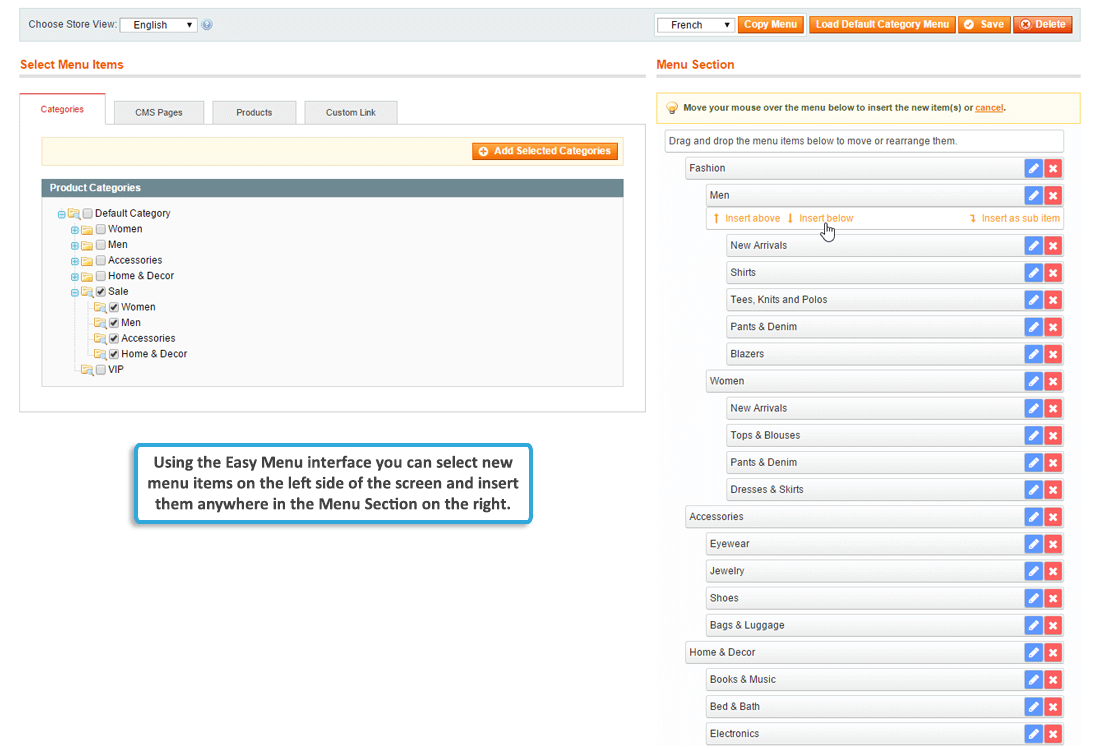 Choose Store View: English
French Copy Menu Load Default Category Menu Save Delete
Select Menu Items
Categories CMS Pages Products Custom Link
Add Selected Categories
Product Categories
Default Category
Women
Men
Accessories
Home & Decor
Sale
Women
Men
Accessories
Home & Decor
VIP
Using the Easy Menu interface you can select new
menu items on the left side of the screen and insert
them anywhere in the Menu Section on the right.
Menu Section
Move your mouse over the menu below to insert the new item(s) or cancel.
Drag and drop the menu items below to move or rearrange them.
Fashion
Men
Insert above Insert below Insert as sub item
New Arrivals
Shirts
Tees, Knits and Polos
Pants & Denim
Blazers
Women
New Arrivals
Tops & Blouses
Pants & Denim
Dresses & Skirts
Accessories
Eyewear
Jewelry
Shoes
Bags & Luggage
Home & Decor
Books & Music
Bed & Bath
Electronics